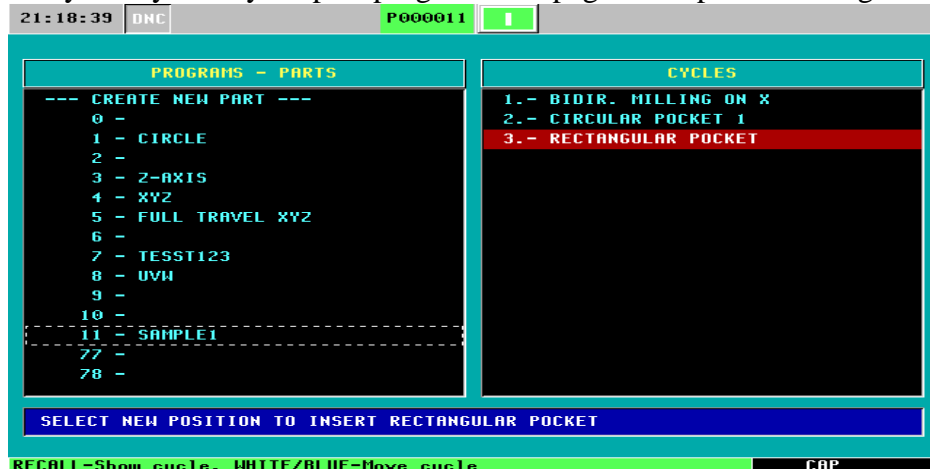 21:18:39 DNC P000011
PROGRAMS - PARTS
--- CREATE NEW PART ---
0 -
1 - CIRCLE
2 -
3 - Z-AXIS
4 - XYZ
5 - FULL TRAVEL XYZ
6 -
7 - TESST123
8 - UVW
9 -
10 -
11 - SAMPLE1
77 -
78 -
CYCLES
1.- BIDIR. MILLING ON X
2.- CIRCULAR POCKET 1
3.- RECTANGULAR POCKET
SELECT NEW POSITION TO INSERT RECTANGULAR POCKET
RECALL-Show cycle, WHITE/BLUE-Move cycle CAP